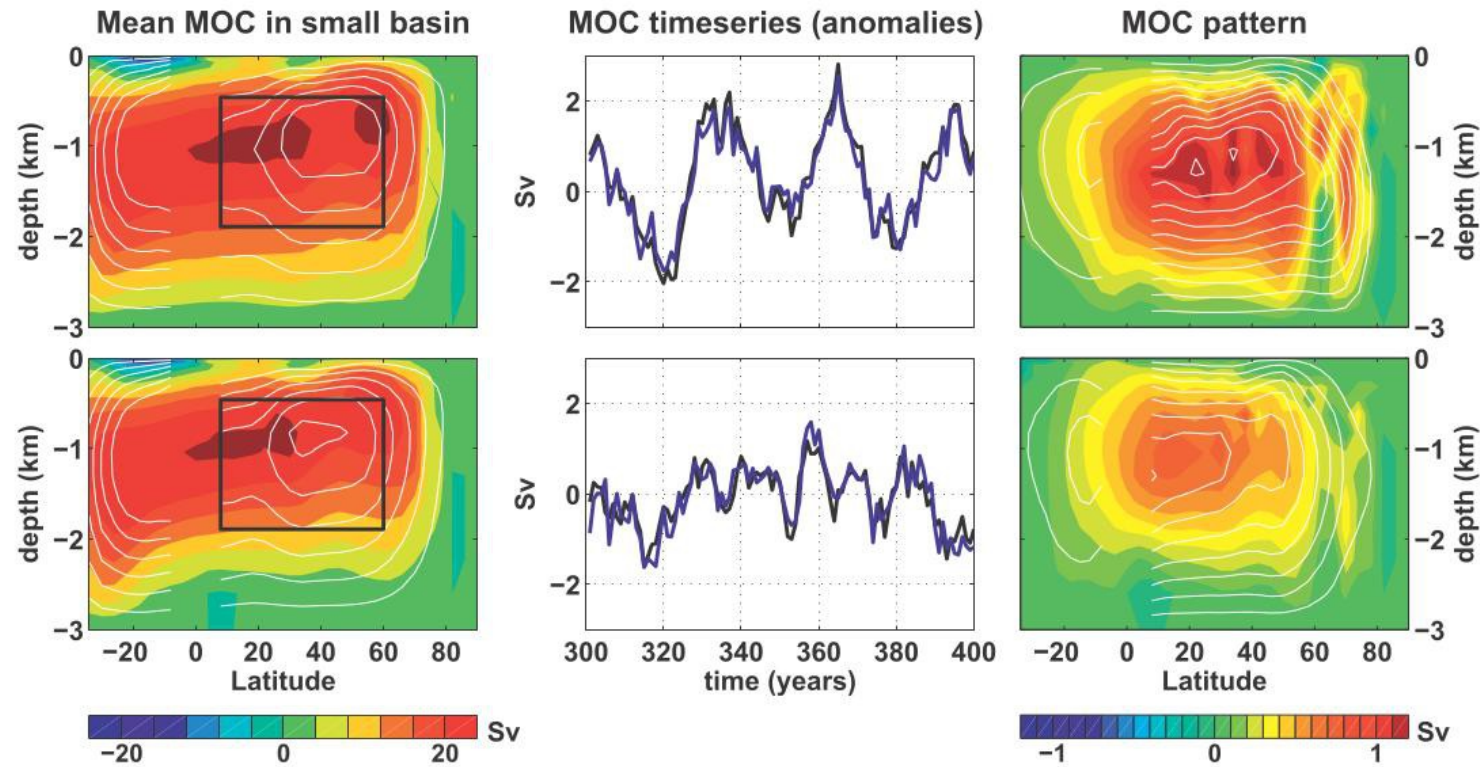 Mean MOC in small basin
MOC timeseries (anomalies)
MOC pattern
0
−1
−2
−3
depth (km)
2
0
−2
Sv
0
−1
−2
−3
depth (km)
0
−1
−2
−3
depth (km)
−20 0 20 40 60 80
Latitude
2
0
−2
Sv
300 320 340 360 380 400
time (years)
0
−1
−2
−3
depth (km)
−20 0 20 40 60 80
Latitude
−20 0 20
Sv
−1 0 1
Sv